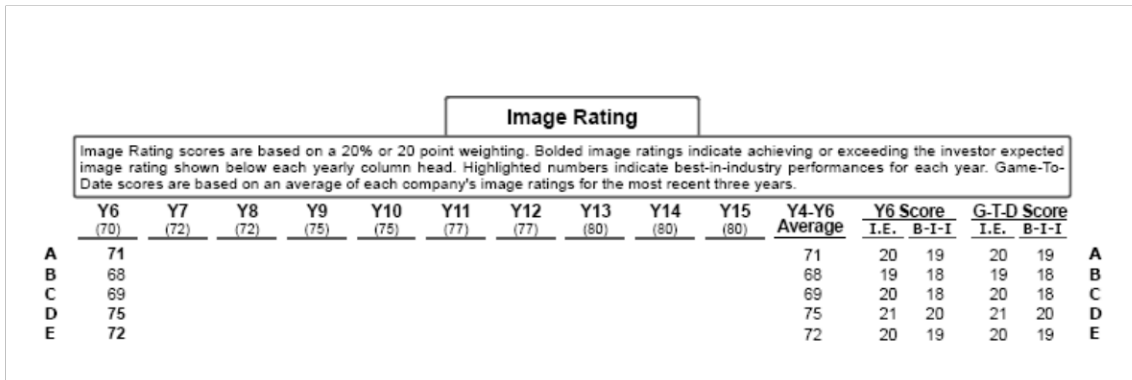 Image Rating
Image Rating scores are based on a 20% or 20 point weighting. Bolded image ratings indicate achieving or exceeding the investor expected
image rating shown below each yearly column head. Highlighted numbers indicate best-in-industry performances for each year. Game-To-
Date scores are based on an average of each company's image ratings for the most recent three years.
Y6 Y7 Y8 Y9 Y10 Y11 Y12 Y13 Y14 Y15 Y4-Y6 Y6 Score G-T-D Score
(70) (72) (72) (75) (75) (77) (77) (80) (80) (80) Average I.E. B-I-I I.E. B-I-I
A 71 71 20 19 20 19 A
B 68 68 19 18 19 18 B
C 69 69 20 18 20 18 C
D 75 75 21 20 21 20 D
E 72 72 20 19 20 19 E